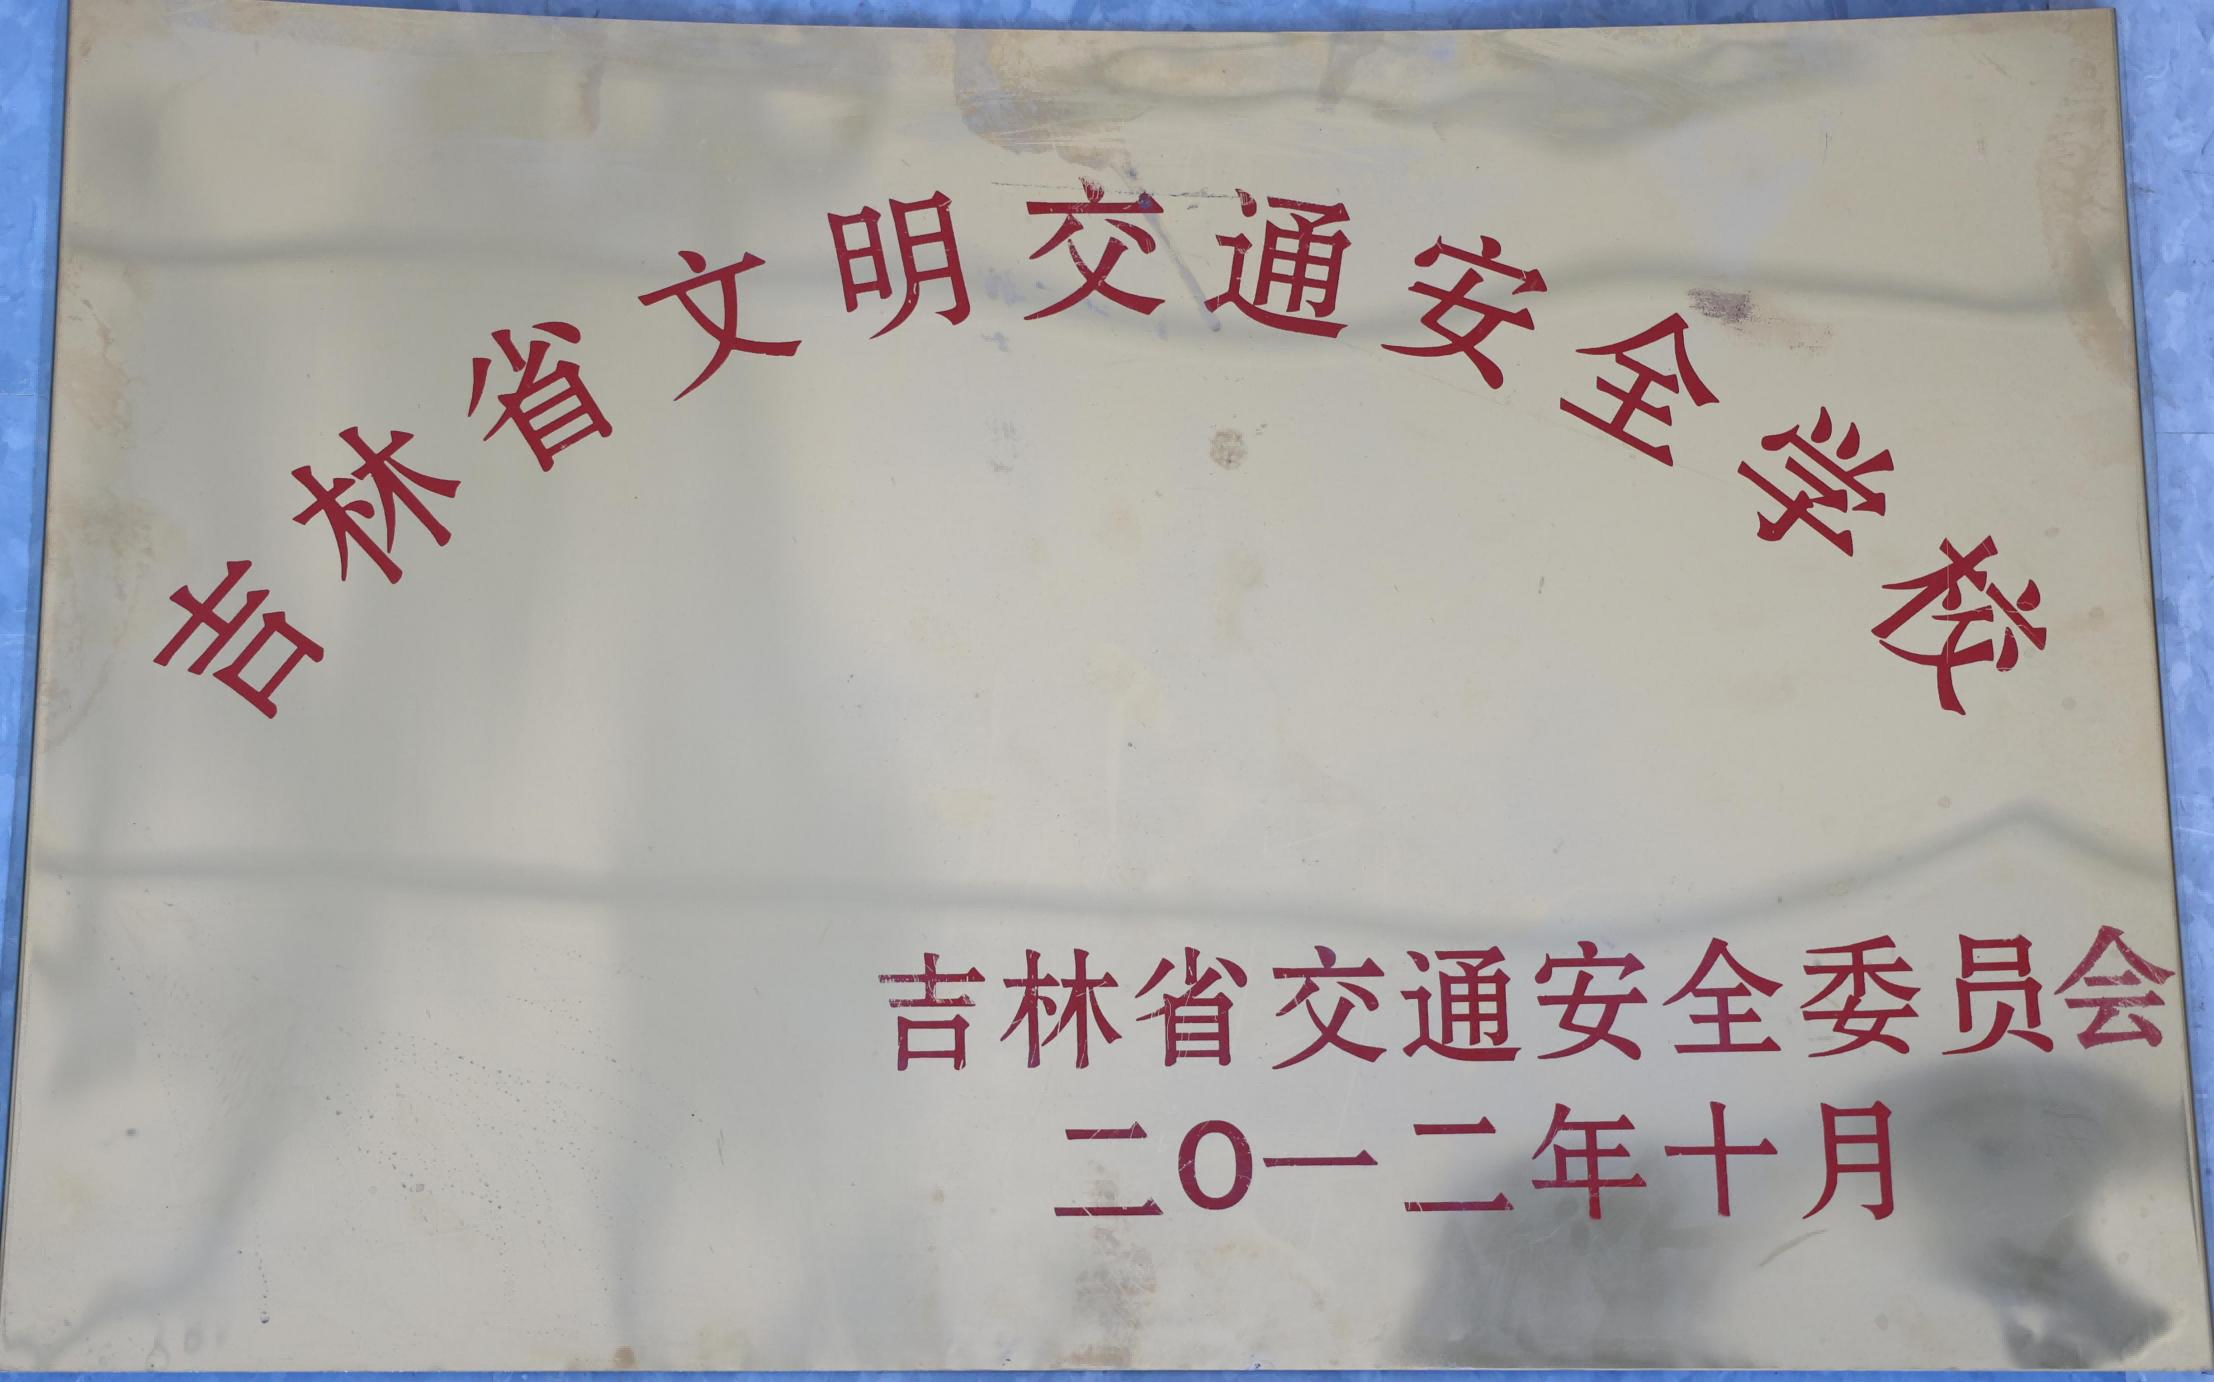 吉林省文明交通安全学校
吉林省交通安全委员会
二O一二年十月